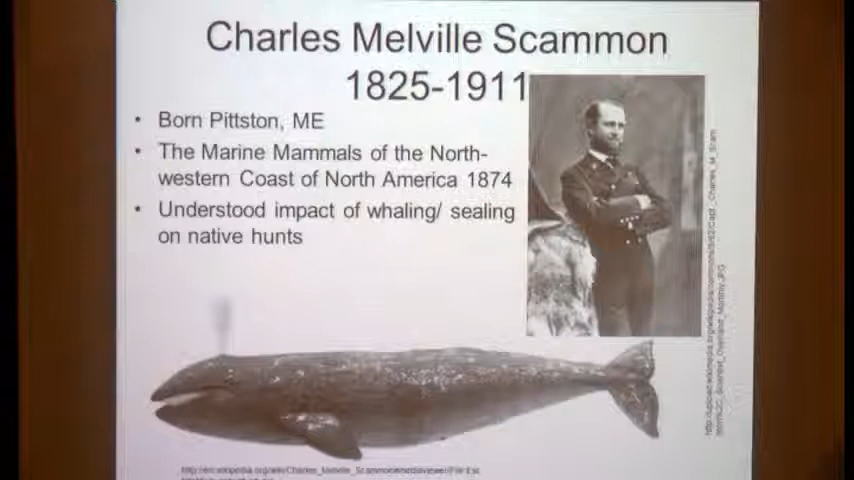 Charles Melville Scammon
1825-1911
• Born Pittston, ME
• The Marine Mammals of the North-
western Coast of North America 1874
• Understood impact of whaling/ sealing
on native hunts